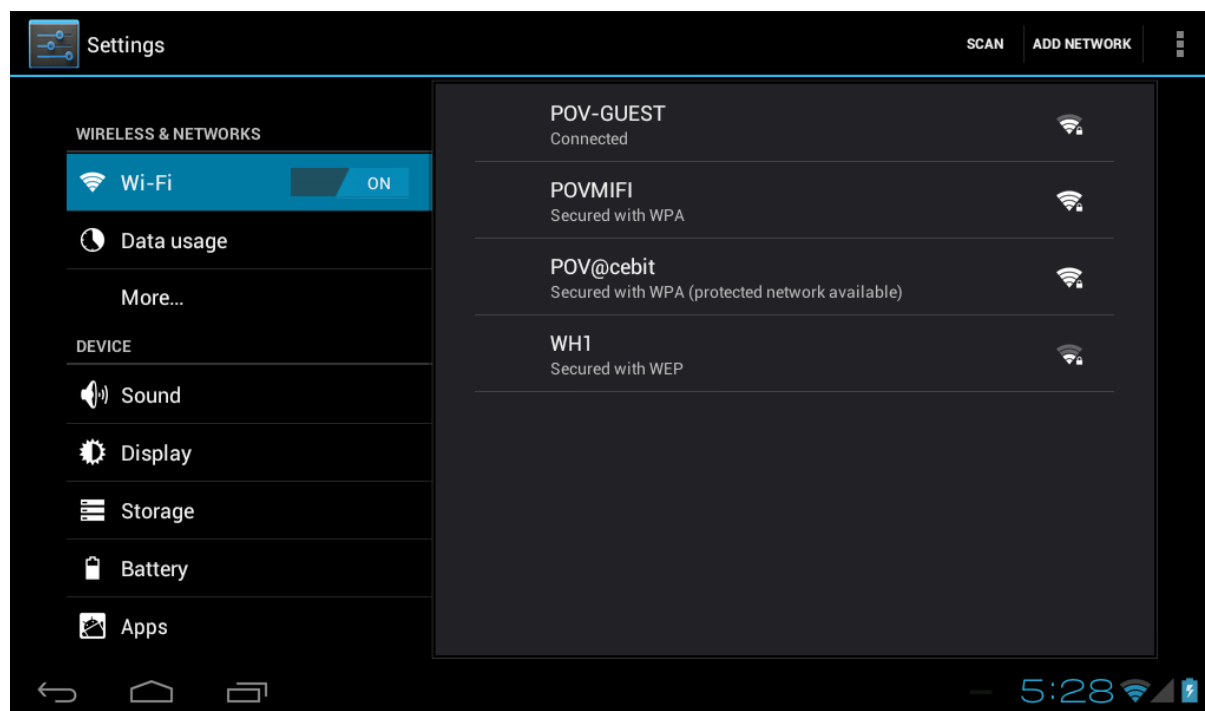 Settings
SCAN
ADD NETWORK
WIRELESS & NETWORKS
Wi-Fi
ON
Data usage
More...
DEVICE
Sound
Display
Storage
Battery
Apps
POV-GUEST
Connected
POVMIFI
Secured with WPA
POV@cebit
Secured with WPA (protected network available)
WH1
Secured with WEP
5:28